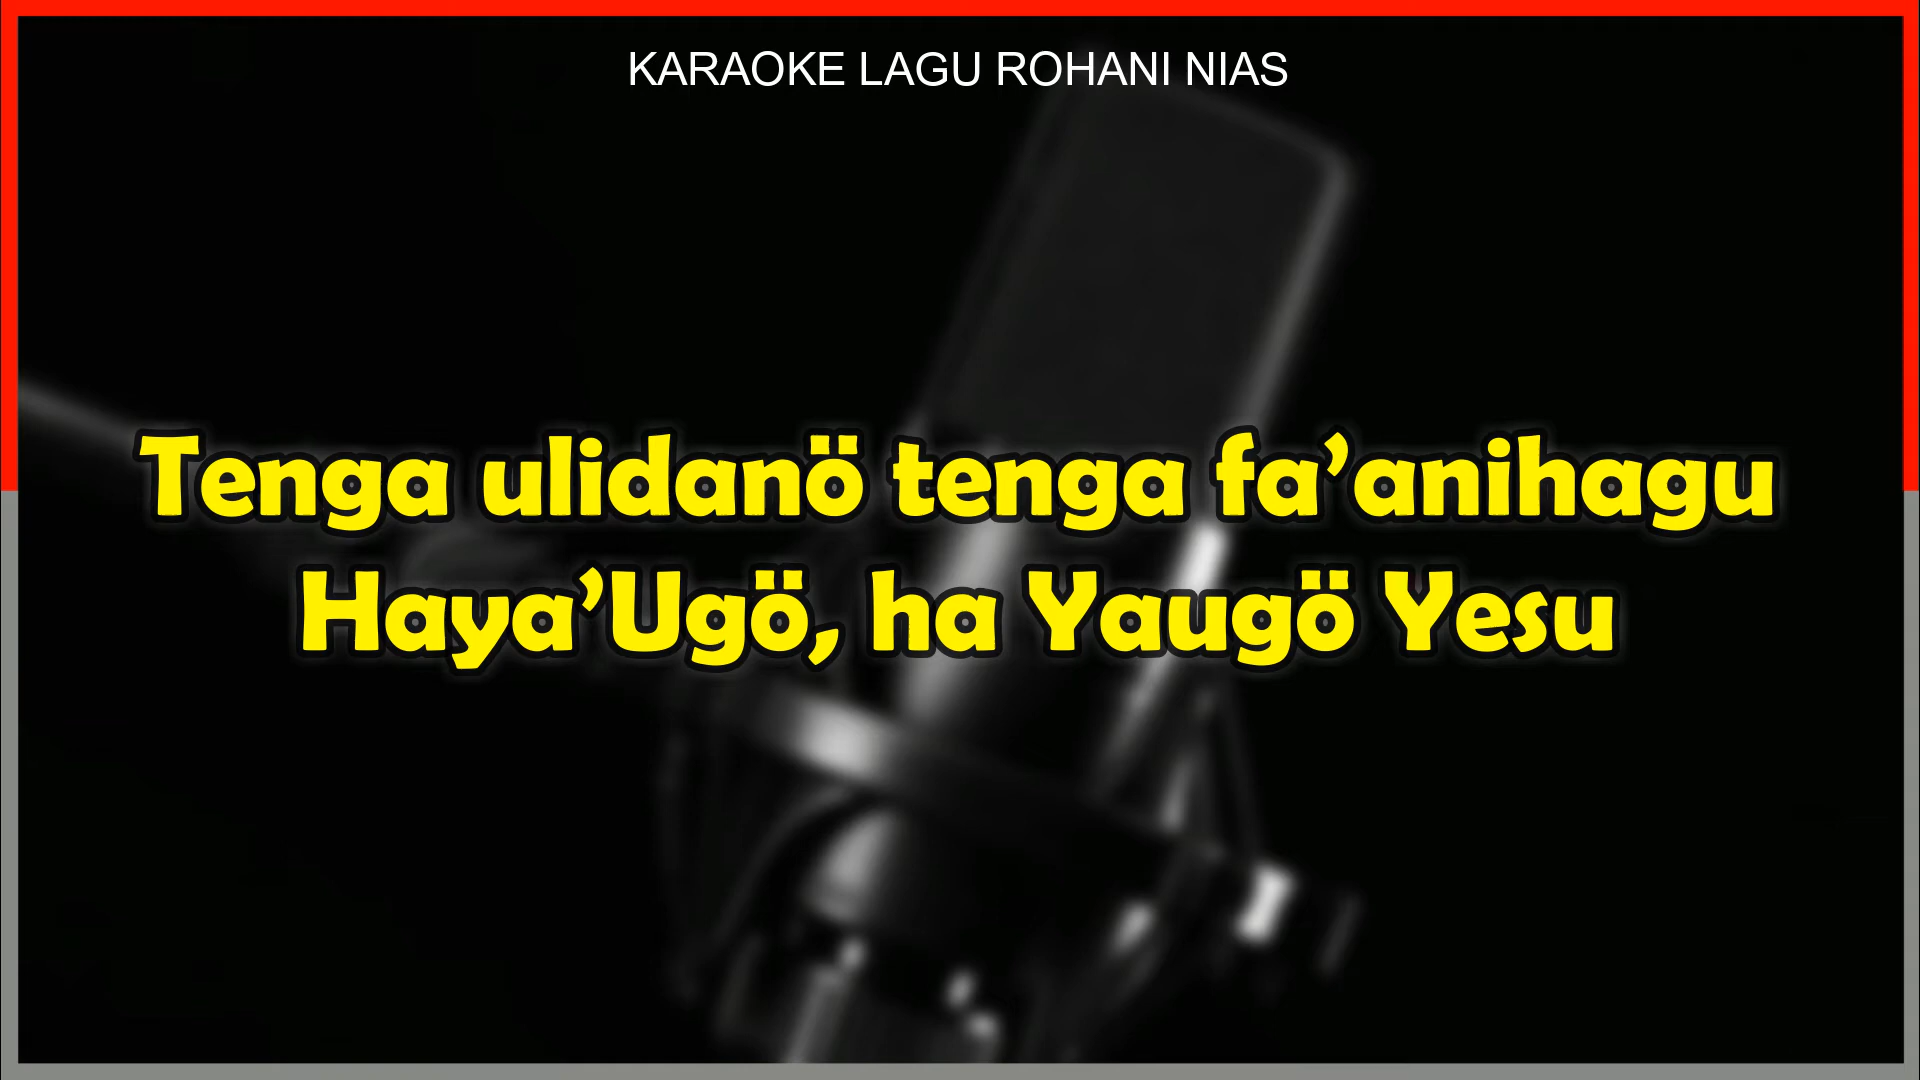 KARAOKE LAGU ROHANI NIAS
Tenga ulidanö tenga fa’anihagu
Haya’Ugö, ha Yaugö Yesu